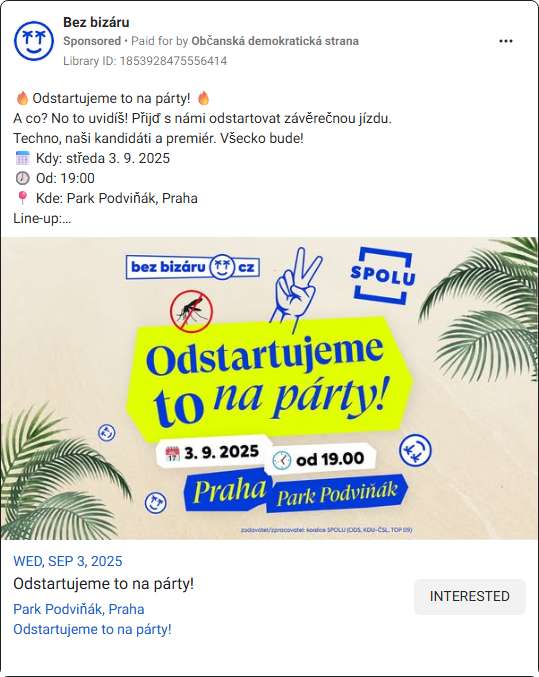 Bez bizáru
Sponsored • Paid for by Občanská demokratická strana
Library ID: 1853928475556414
🔥Odstartujeme to na párty! 🔥
A co? No to uvidíš! Přijď s námi odstartovat závěrečnou jízdu.
Techno, naši kandidáti a premiér. Všecko bude!
🗓️ Kdy: středa 3. 9. 2025
🕗 Od: 19:00
📍 Kde: Park Podviňák, Praha
Line-up:...
bez bizáru cz
SPOLU
Odstartujeme
to na párty!
3. 9. 2025
od 19.00
Praha
Park Podviňák
zadavatel/zpracovatel: koalice SPOLU (ODS, KDU-ČSL, TOP 09)
WED, SEP 3, 2025
Odstartujeme to na párty!
Park Podviňák, Praha
Odstartujeme to na párty!
INTERESTED